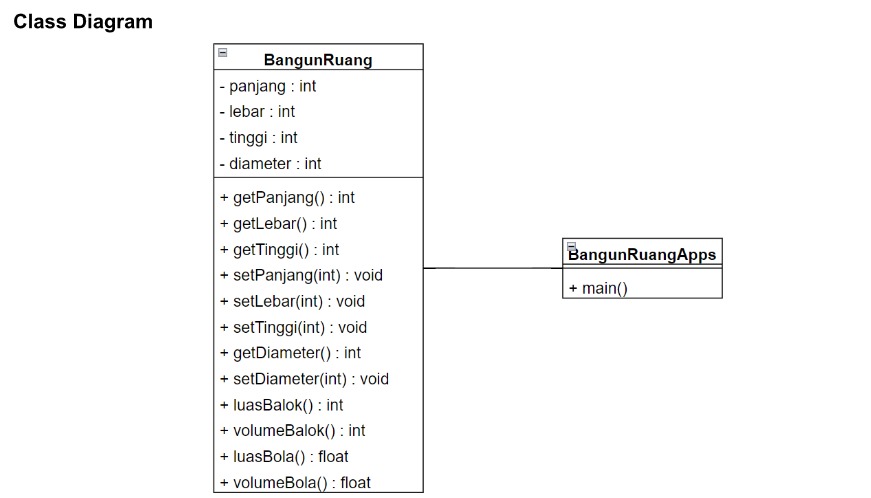 Class Diagram
BangunRuang
- panjang : int
- lebar : int
- tinggi : int
- diameter : int
+ getPanjang() : int
+ getLebar() : int
+ getTinggi() : int
+ setPanjang(int) : void
+ setLebar(int) : void
+ setTinggi(int) : void
+ getDiameter() : int
+ setDiameter(int) : void
+ luasBalok() : int
+ volumeBalok() : int
+ luasBola() : float
+ volumeBola() : float
BangunRuangApps
+ main()